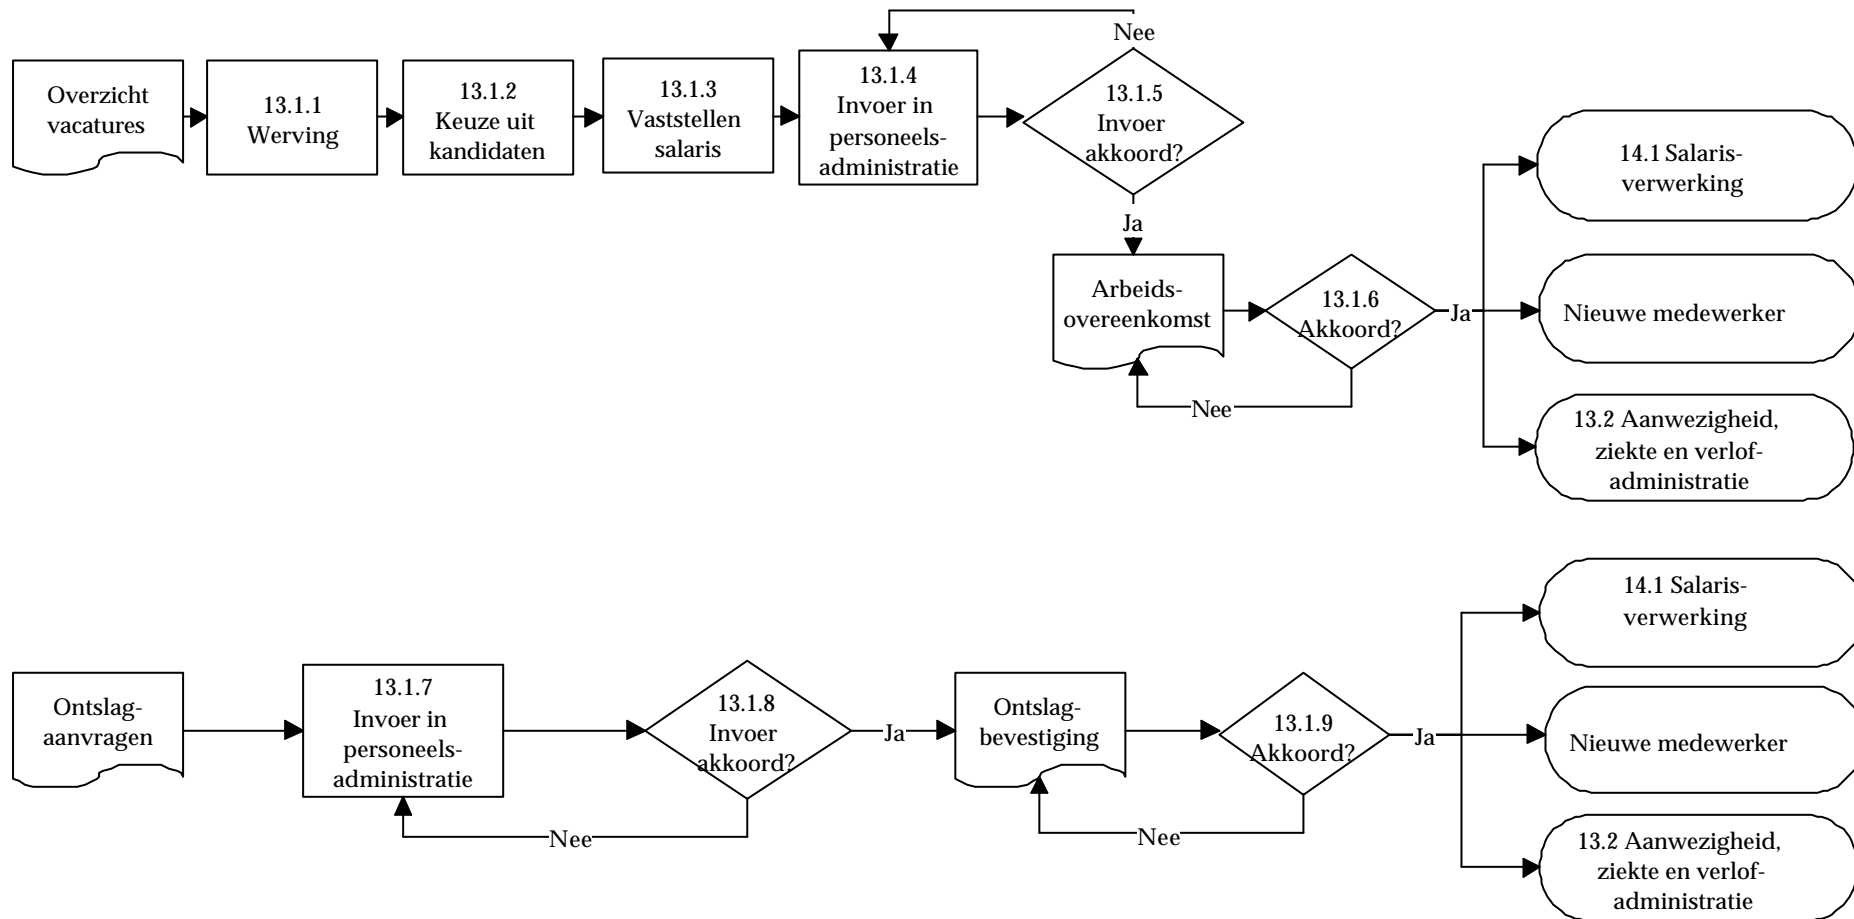 Overzicht
vacatures
13.1.1
Werving
13.1.2
Keuze uit
kandidaten
13.1.3
Vaststellen
salaris
13.1.4
Invoer in
personeels-
administratie
Nee
13.1.5
Invoer
akkoord?
Ja
Arbeids-
overeenkomst
13.1.6
Akkoord?
Nee
Ja
14.1 Salaris-
verwerking
Nieuwe medewerker
13.2 Aanwezigheid,
ziekte en verlof-
administratie
Ontslag-
aanvragen
13.1.7
Invoer in
personeels-
administratie
13.1.8
Invoer
akkoord?
Nee
Ja
Ontslag-
bevestiging
13.1.9
Akkoord?
Nee
Ja
14.1 Salaris-
verwerking
Nieuwe medewerker
13.2 Aanwezigheid,
ziekte en verlof-
administratie